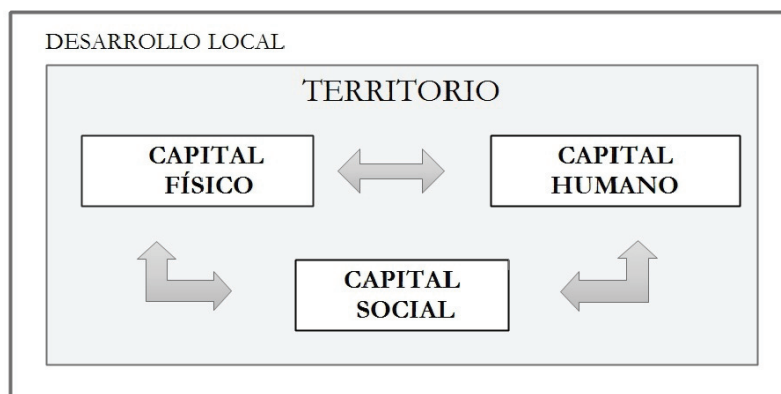 DESARROLLO LOCAL
TERRITORIO
CAPITAL
FÍSICO
CAPITAL
HUMANO
CAPITAL
SOCIAL